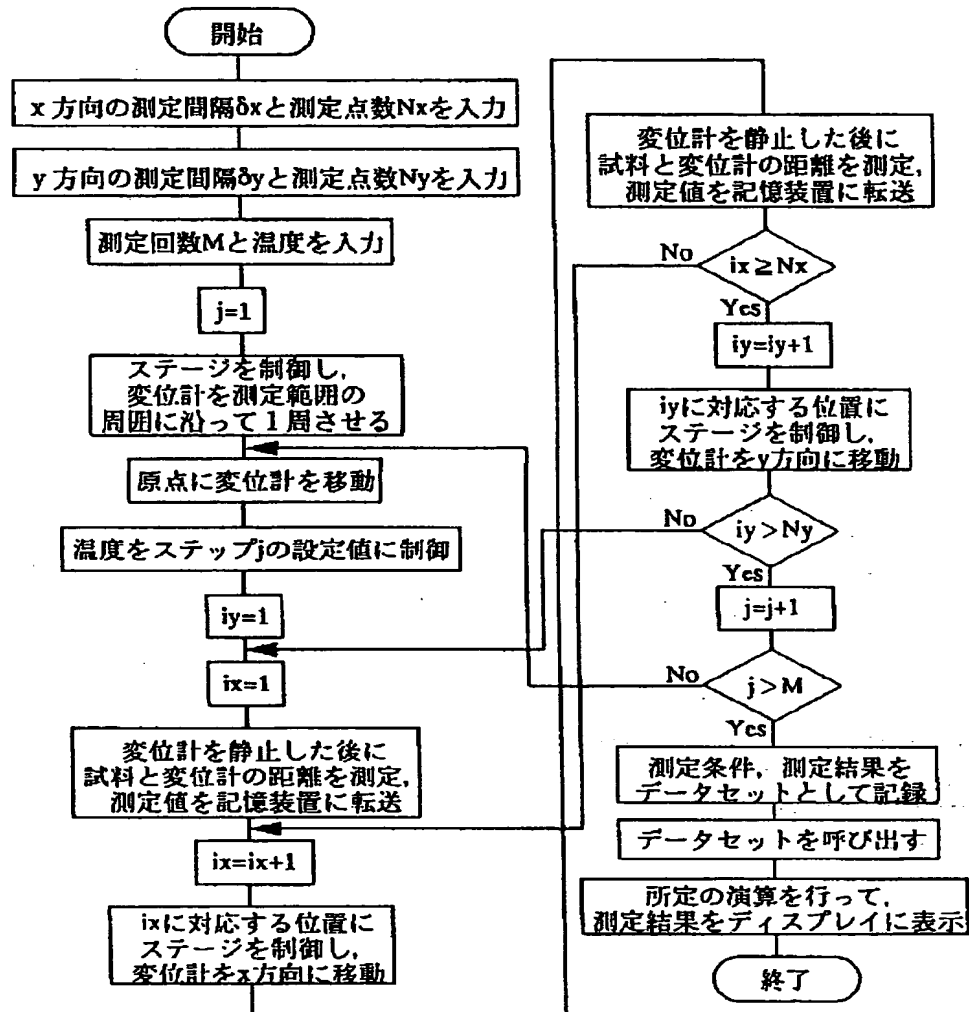 開始
x方向の測定間隔δxと測定点数Nxを入力
y方向の測定間隔δyと測定点数Nyを入力
測定回数Mと温度を入力
j=1
ステージを制御し,
変位計を測定範囲の
周囲に沿って1周させる
原点に変位計を移動
温度をステップjの設定値に制御
iy=1
ix=1
変位計を静止した後に
試料と変位計の距離を測定,
測定値を記憶装置に転送
ix=ix+1
ixに対応する位置に
ステージを制御し,
変位計をx方向に移動
変位計を静止した後に
試料と変位計の距離を測定,
測定値を記憶装置に転送
No
ix≧Nx
Yes
iy=iy+1
iyに対応する位置に
ステージを制御し,
変位計をy方向に移動
No
iy>Ny
Yes
j=j+1
No
j>M
Yes
測定条件, 測定結果を
データセットとして記録
データセットを呼び出す
所定の演算を行って,
測定結果をディスプレイに表示
終了